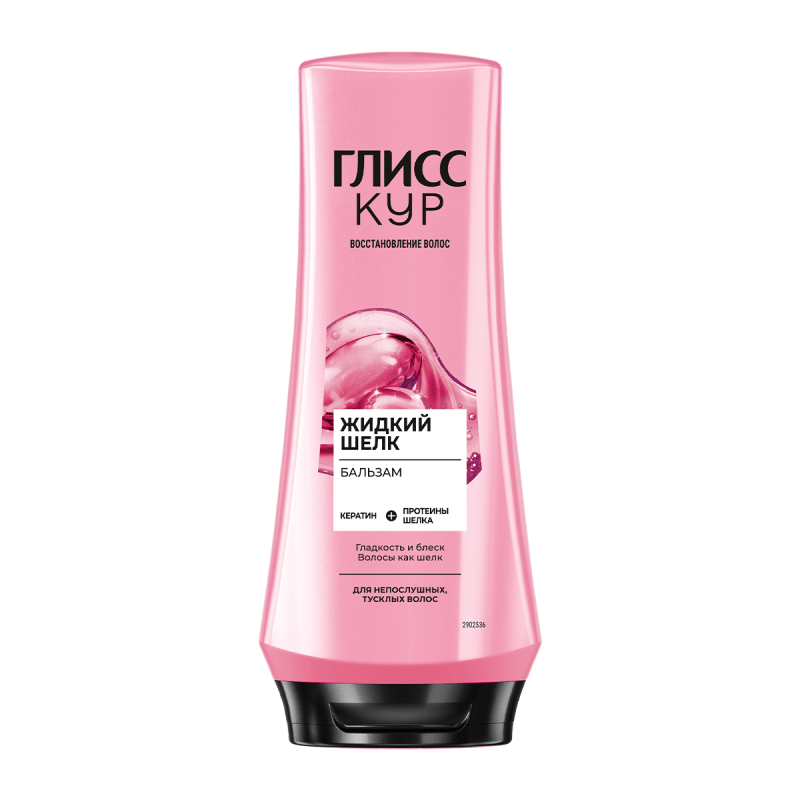 ГЛИСС
КУР
ВОССТАНОВЛЕНИЕ ВОЛОС
ЖИДКИЙ
ШЕЛК
БАЛЬЗАМ
КЕРАТИН + ПРОТЕИНЫ
ШЕЛКА
Гладкость и блеск
Волосы как шелк
ДЛЯ НЕПОСЛУШНЫХ,
ТУСКЛЫХ ВОЛОС
2902536